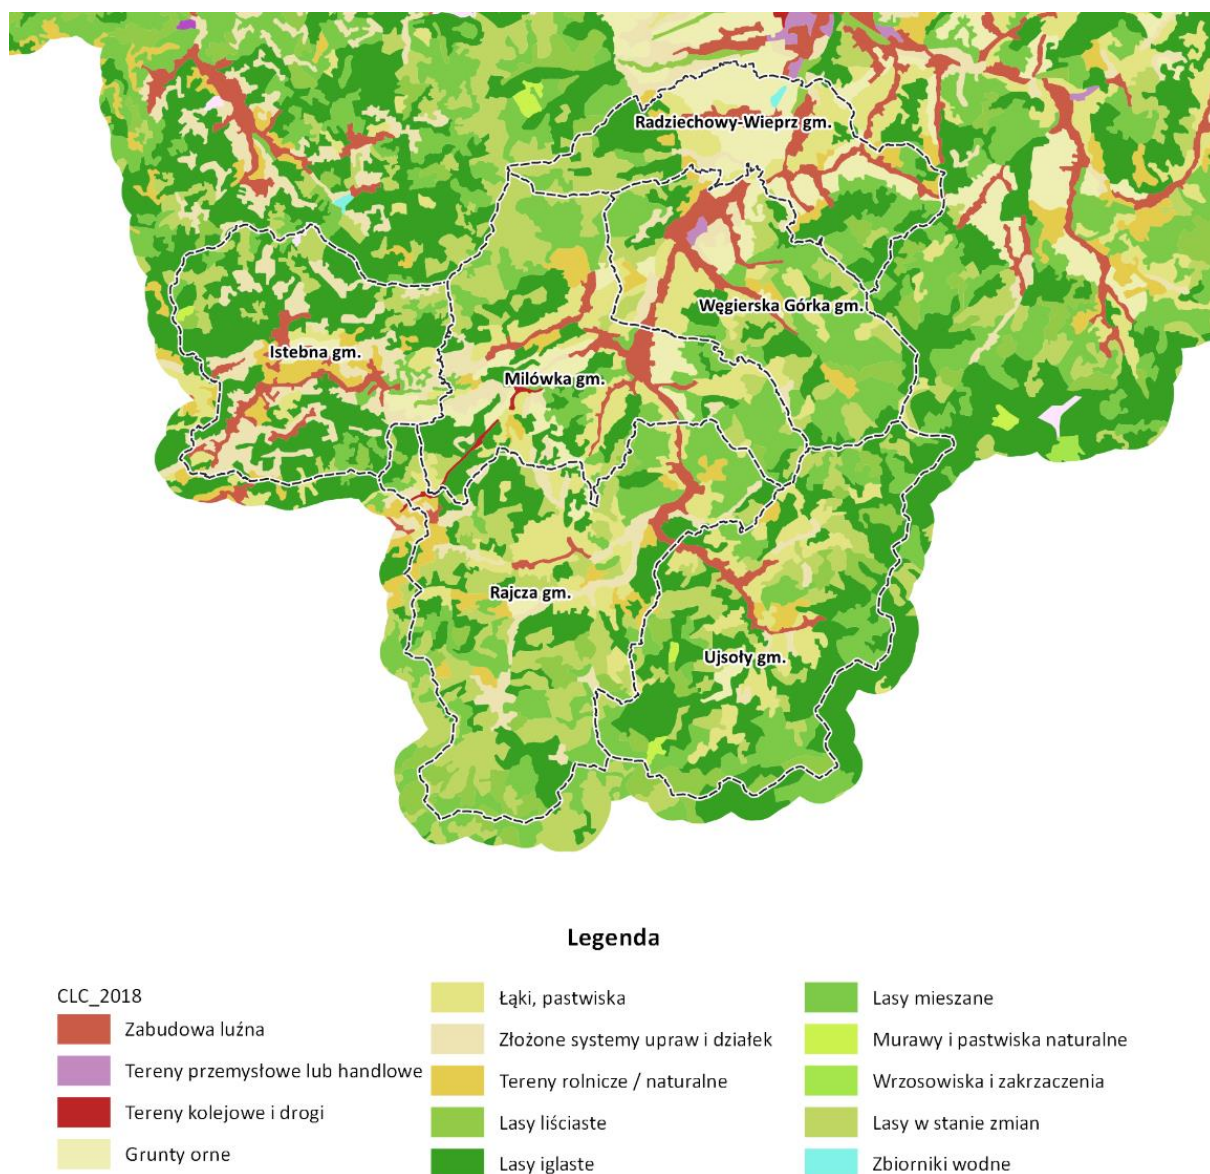 Radziechowy-Wieprz gm.
Węgierska Górka gm.
Istebna gm.
Milówka gm.
Rajcza gm.
Ujsoły gm.
Legenda
CLC_2018
Zabudowa luźna
Tereny przemysłowe lub handlowe
Tereny kolejowe i drogi
Grunty orne
Łąki, pastwiska
Złożone systemy upraw i działek
Tereny rolnicze / naturalne
Lasy liściaste
Lasy iglaste
Lasy mieszane
Murawy i pastwiska naturalne
Wrzosowiska i zakrzaczenia
Lasy w stanie zmian
Zbiorniki wodne